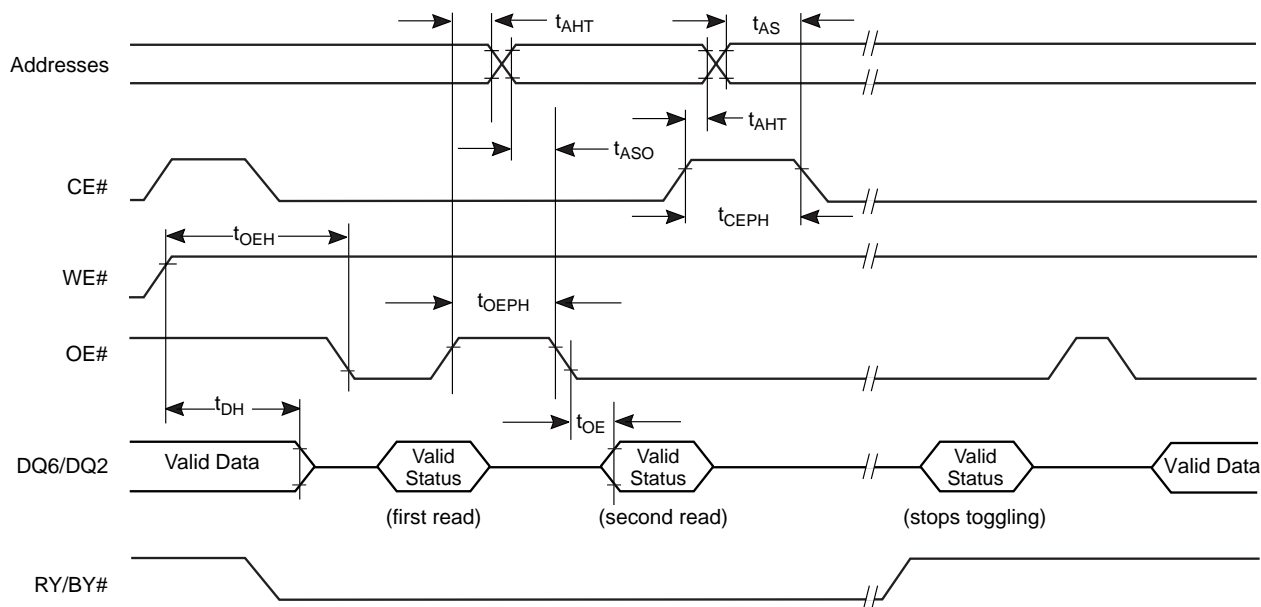 tAHT
tAS
Addresses
tAHT
tASO
CE#
tCEPH
tOEH
WE#
tOEPH
OE#
tDH
tOE
DQ6/DQ2
Valid Data
Valid
Status
Valid
Status
Valid
Status
Valid Data
(first read)
(second read)
(stops toggling)
RY/BY#